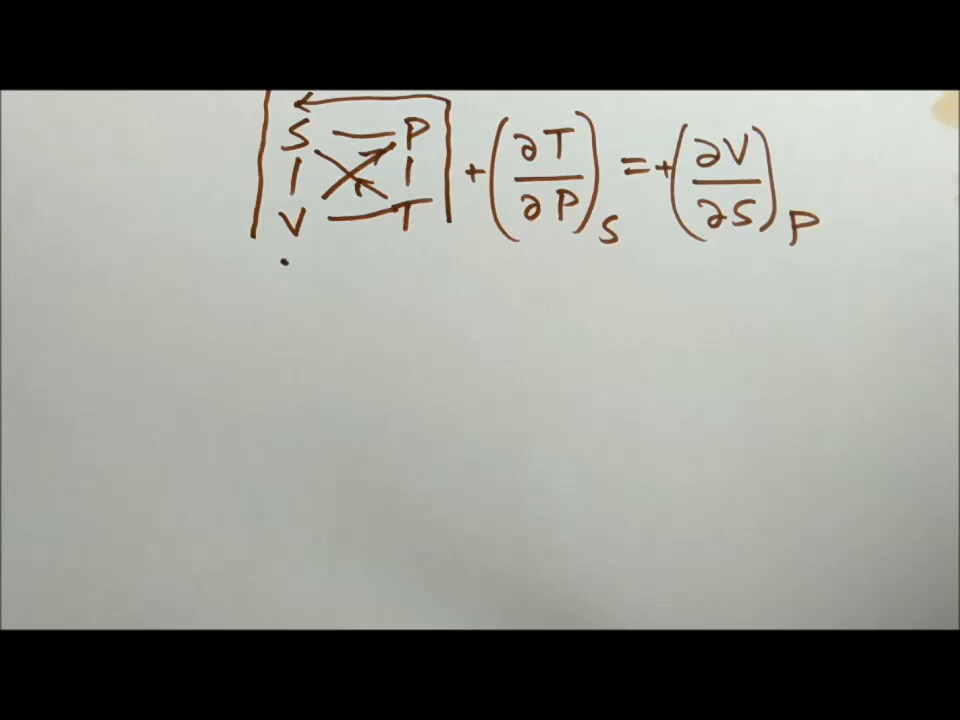 S — P + (∂T/∂P)_S = +(∂V/∂S)_P
V — T